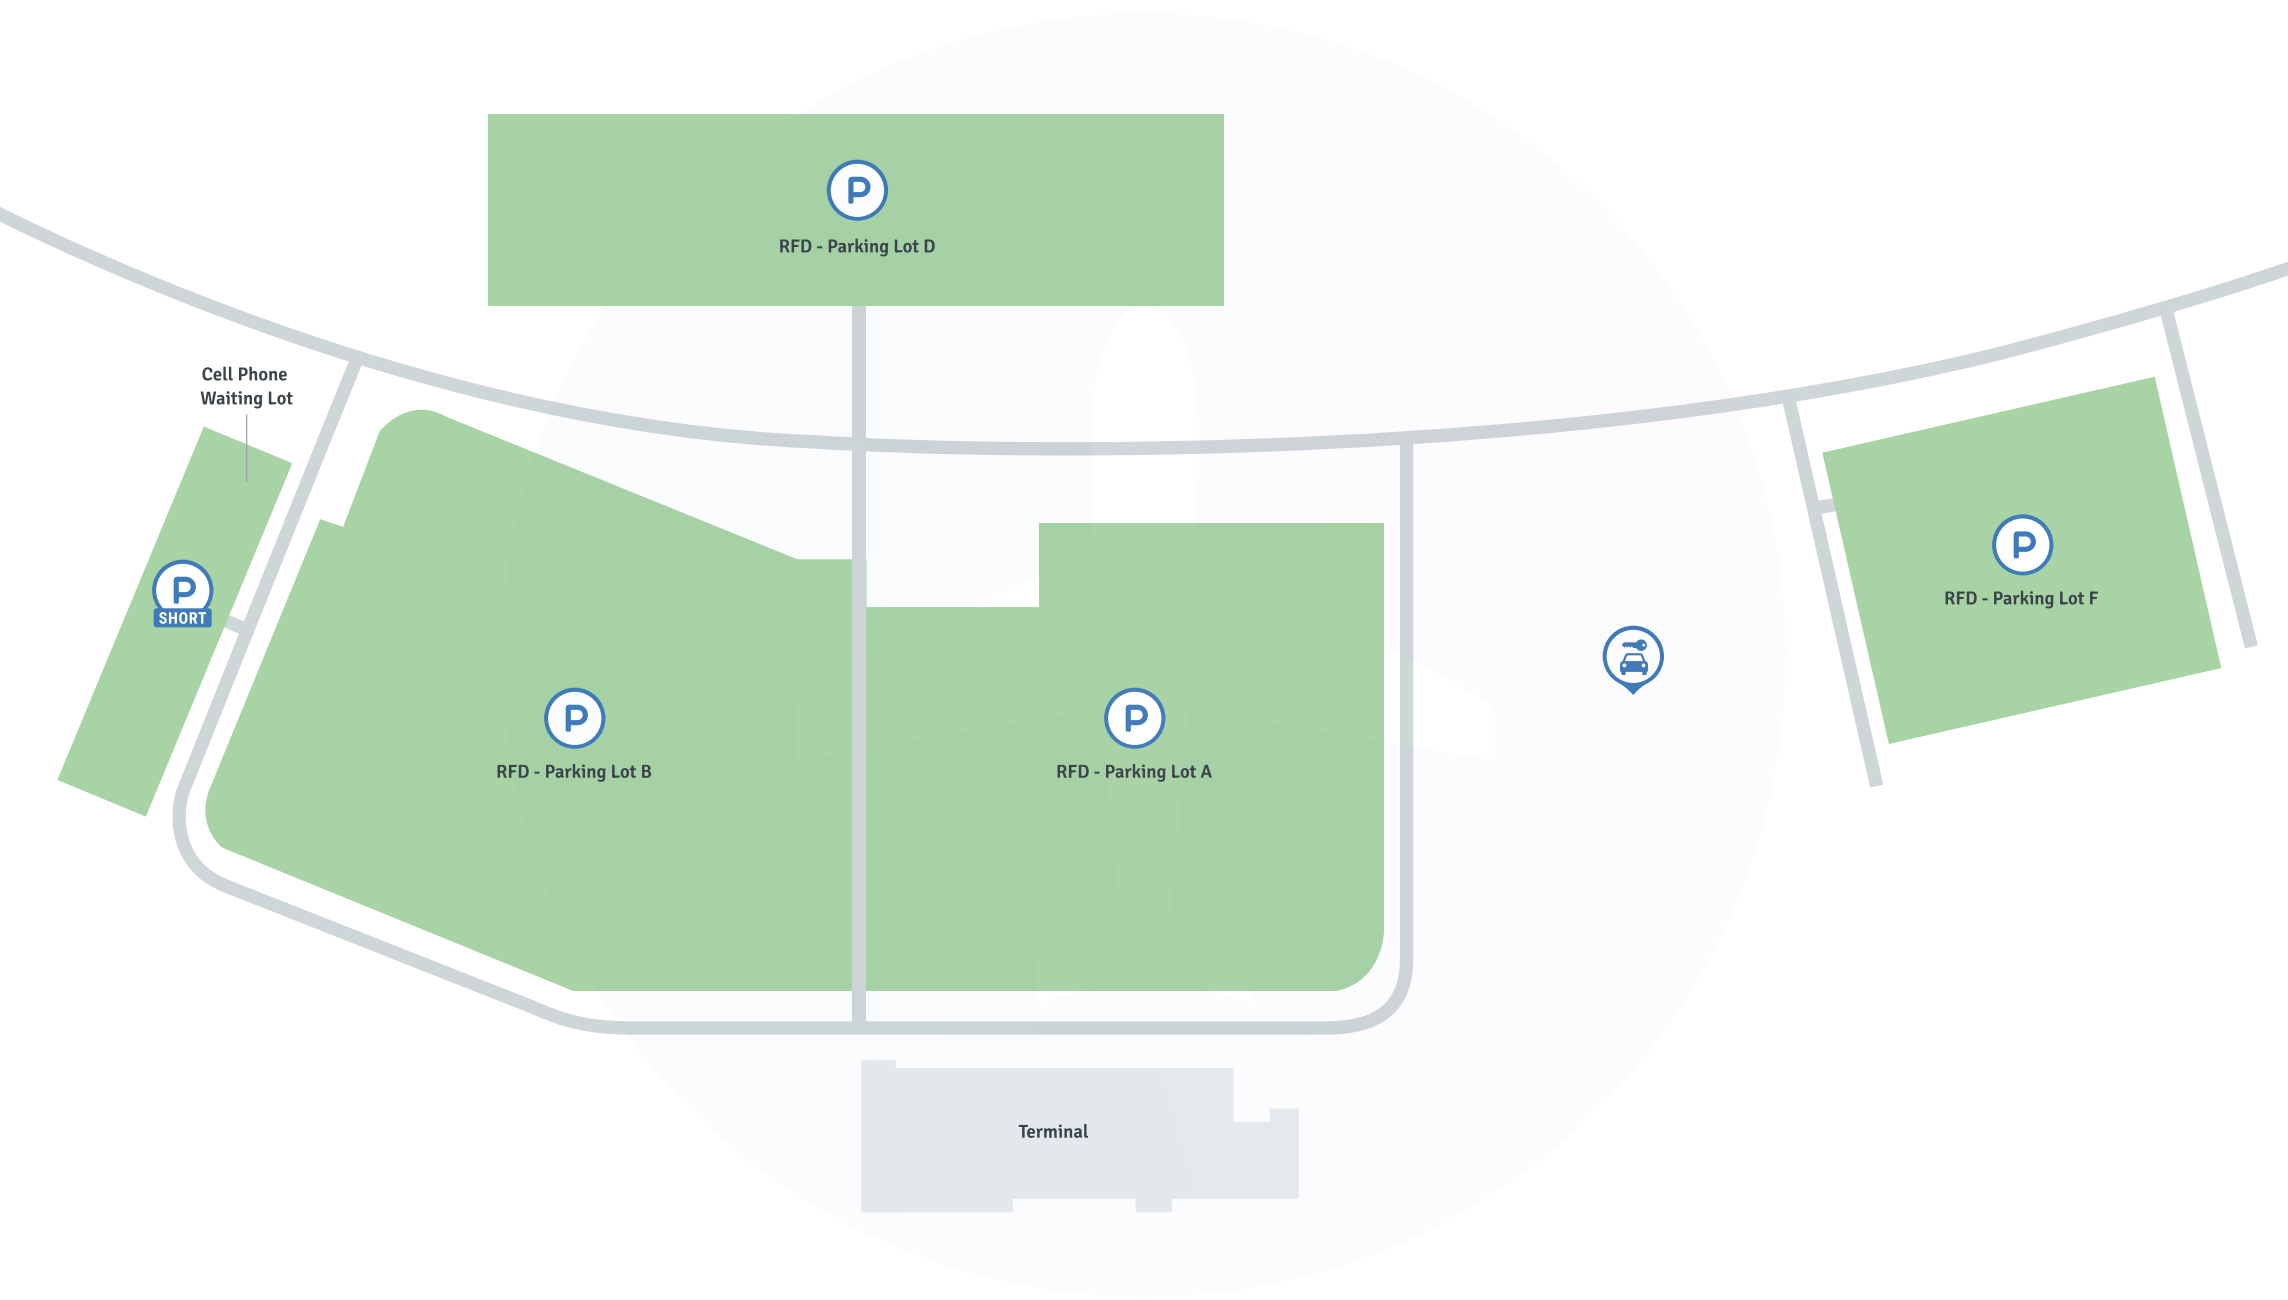 P
RFD - Parking Lot D
Cell Phone
Waiting Lot
P
SHORT
P
RFD - Parking Lot B
P
RFD - Parking Lot A
P
RFD - Parking Lot F
Terminal